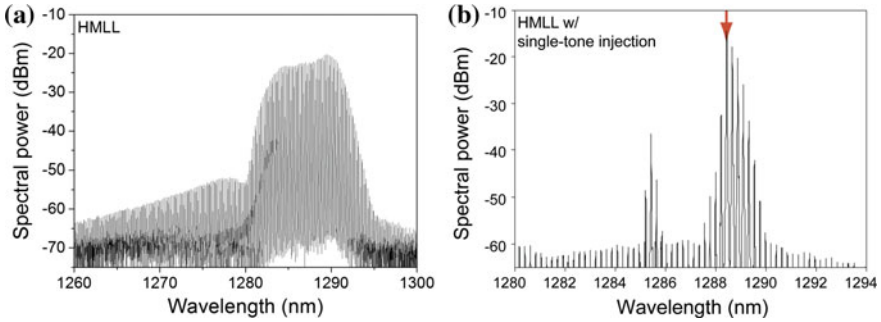 (a)
HMLL
-10
-20
-30
-40
-50
-60
-70
Spectral power (dBm)
1260
1270
1280
1290
1300
Wavelength (nm)
(b)
HMLL w/
single-tone injection
-10
-20
-30
-40
-50
-60
Spectral power (dBm)
1280
1282
1284
1286
1288
1290
1292
1294
Wavelength (nm)